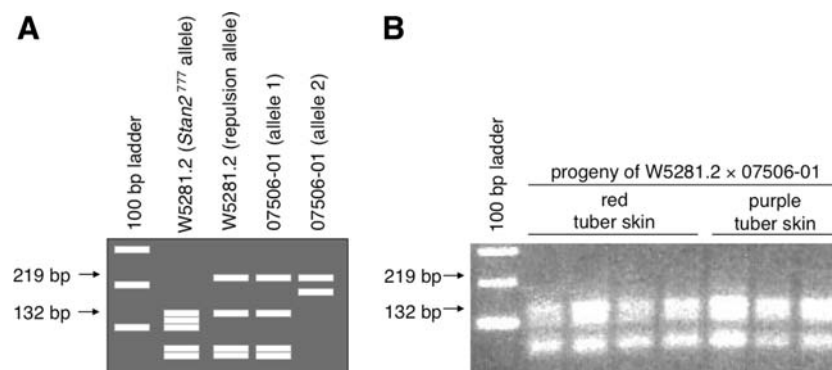 A
100 bp ladder
W5281.2 (Stan2⁷⁷⁷ allele)
W5281.2 (repulsion allele)
07506-01 (allele 1)
07506-01 (allele 2)
219 bp
132 bp
B
100 bp ladder
progeny of W5281.2 × 07506-01
red
tuber skin
purple
tuber skin
219 bp
132 bp